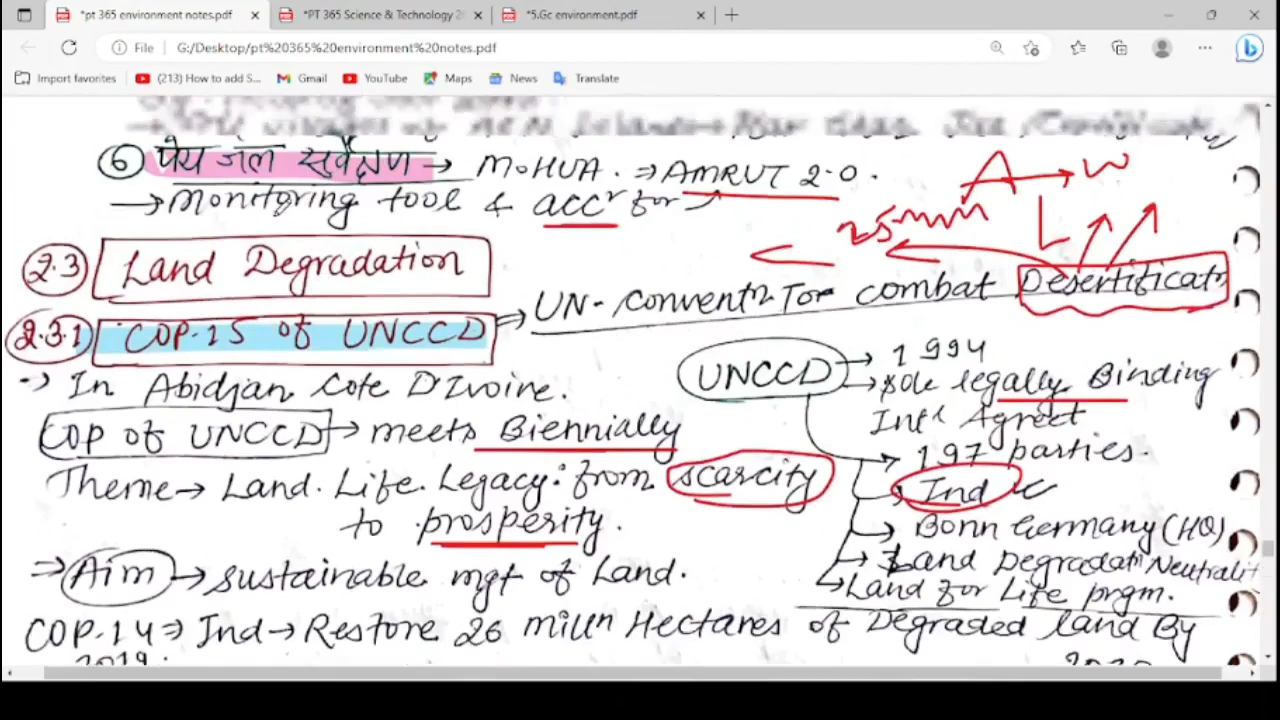 *pt 365 environment notes.pdf
*PT 365 Science & Technology 2
*5.Gc environment.pdf
File G:/Desktop/pt%20365%20environment%20notes.pdf
Import favorites (213) How to add S... Gmail YouTube Maps News Translate
⑥ पेय जल सर्वेक्षण → MoHUA ⇒ AMRUT 2.0.
→ Monitoring tool & accr for
A → W
L
25mm
2.3 Land Degradation
2.3.1 COP-15 of UNCCD ⇒ UN-Conventn To combat Desertificatn
→ In Abidjan Cote D'Ivoire.
COP of UNCCD → meets Biennially
Theme → Land. Life. Legacy: from scarcity
to prosperity.
⇒ Aim → sustainable mgt of Land.
UNCCD → 1994
→ sole legally Binding
Intl Agreet
→ 197 parties.
→ Ind
→ Bonn Germany (HQ)
→ Land Degradatn Neutralit
→ Land for Life prgm.
COP-14 ⇒ Ind → Restore 26 milln Hectares of Degraded land By
2019.